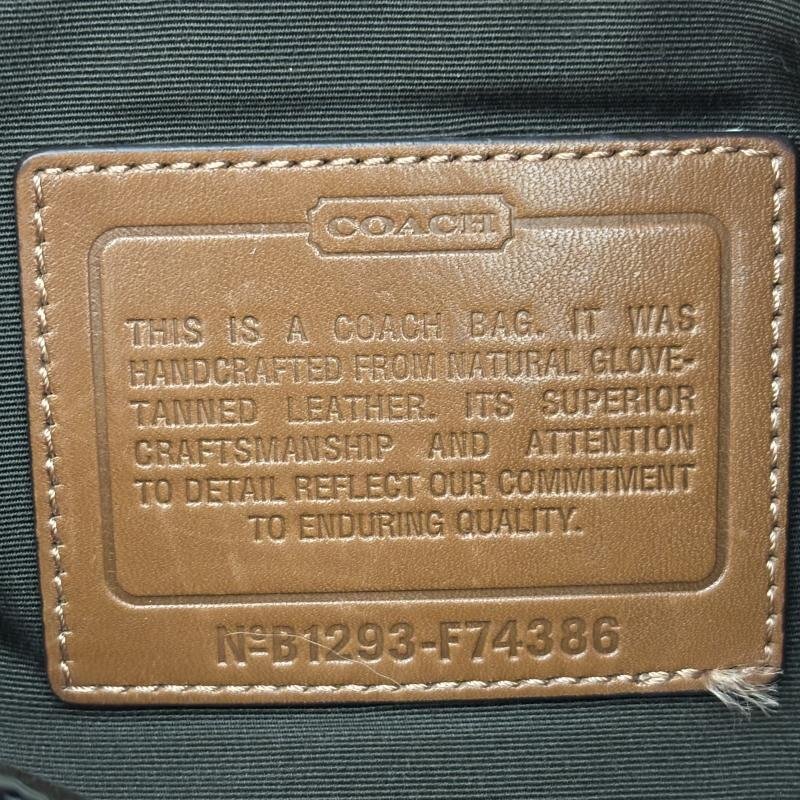 COACH
THIS IS A COACH BAG. IT WAS
HANDCRAFTED FROM NATURAL GLOVE-
TANNED LEATHER. ITS SUPERIOR
CRAFTSMANSHIP AND ATTENTION
TO DETAIL REFLECT OUR COMMITMENT
TO ENDURING QUALITY.
NºB1293-F74386